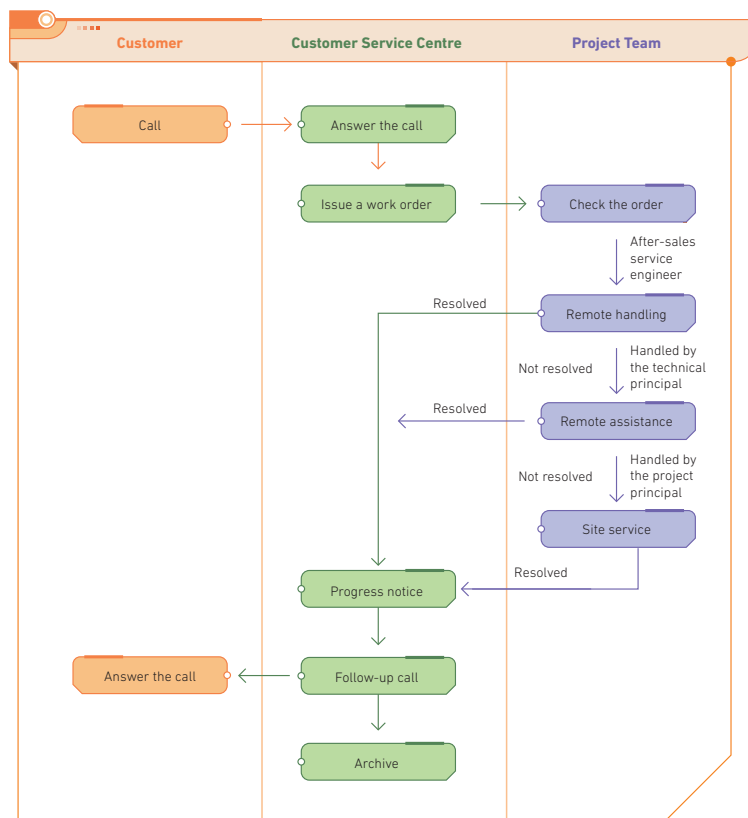 Customer
Customer Service Centre
Project Team
Call
Answer the call
Issue a work order
Check the order
After-sales
service
engineer
Resolved
Remote handling
Not resolved
Handled by
the technical
principal
Resolved
Remote assistance
Not resolved
Handled by
the project
principal
Site service
Resolved
Progress notice
Answer the call
Follow-up call
Archive